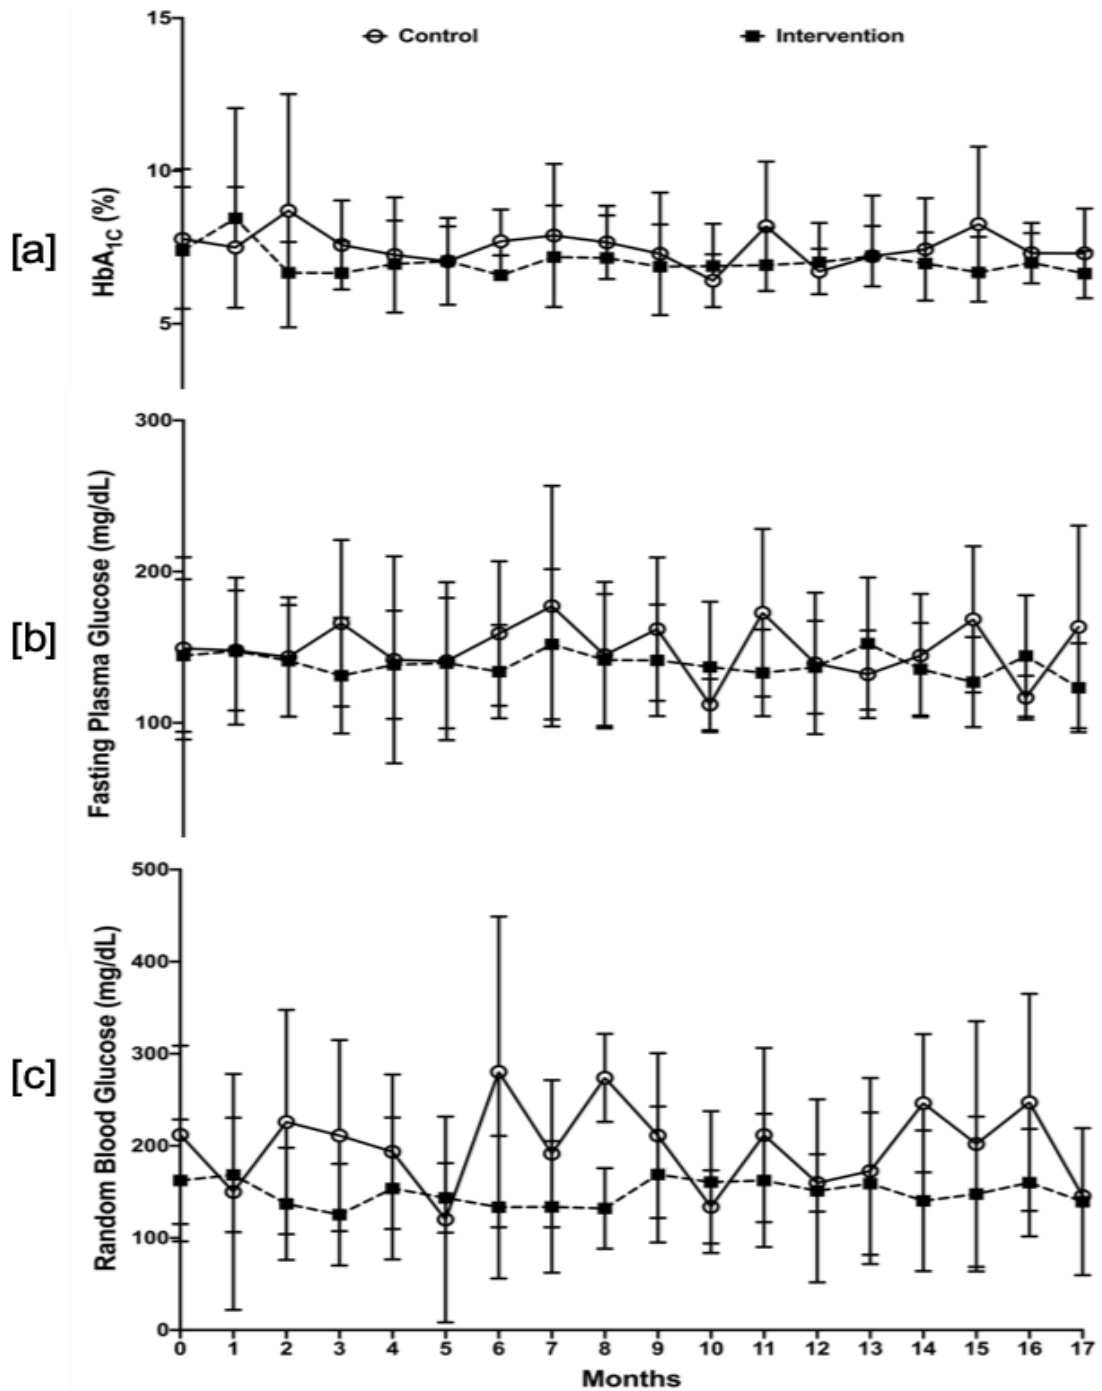 Control Intervention
[a]
HbA1C (%)
15
10
5
[b]
Fasting Plasma Glucose (mg/dL)
300
200
100
[c]
Random Blood Glucose (mg/dL)
500
400
300
200
100
0
0 1 2 3 4 5 6 7 8 9 10 11 12 13 14 15 16 17
Months